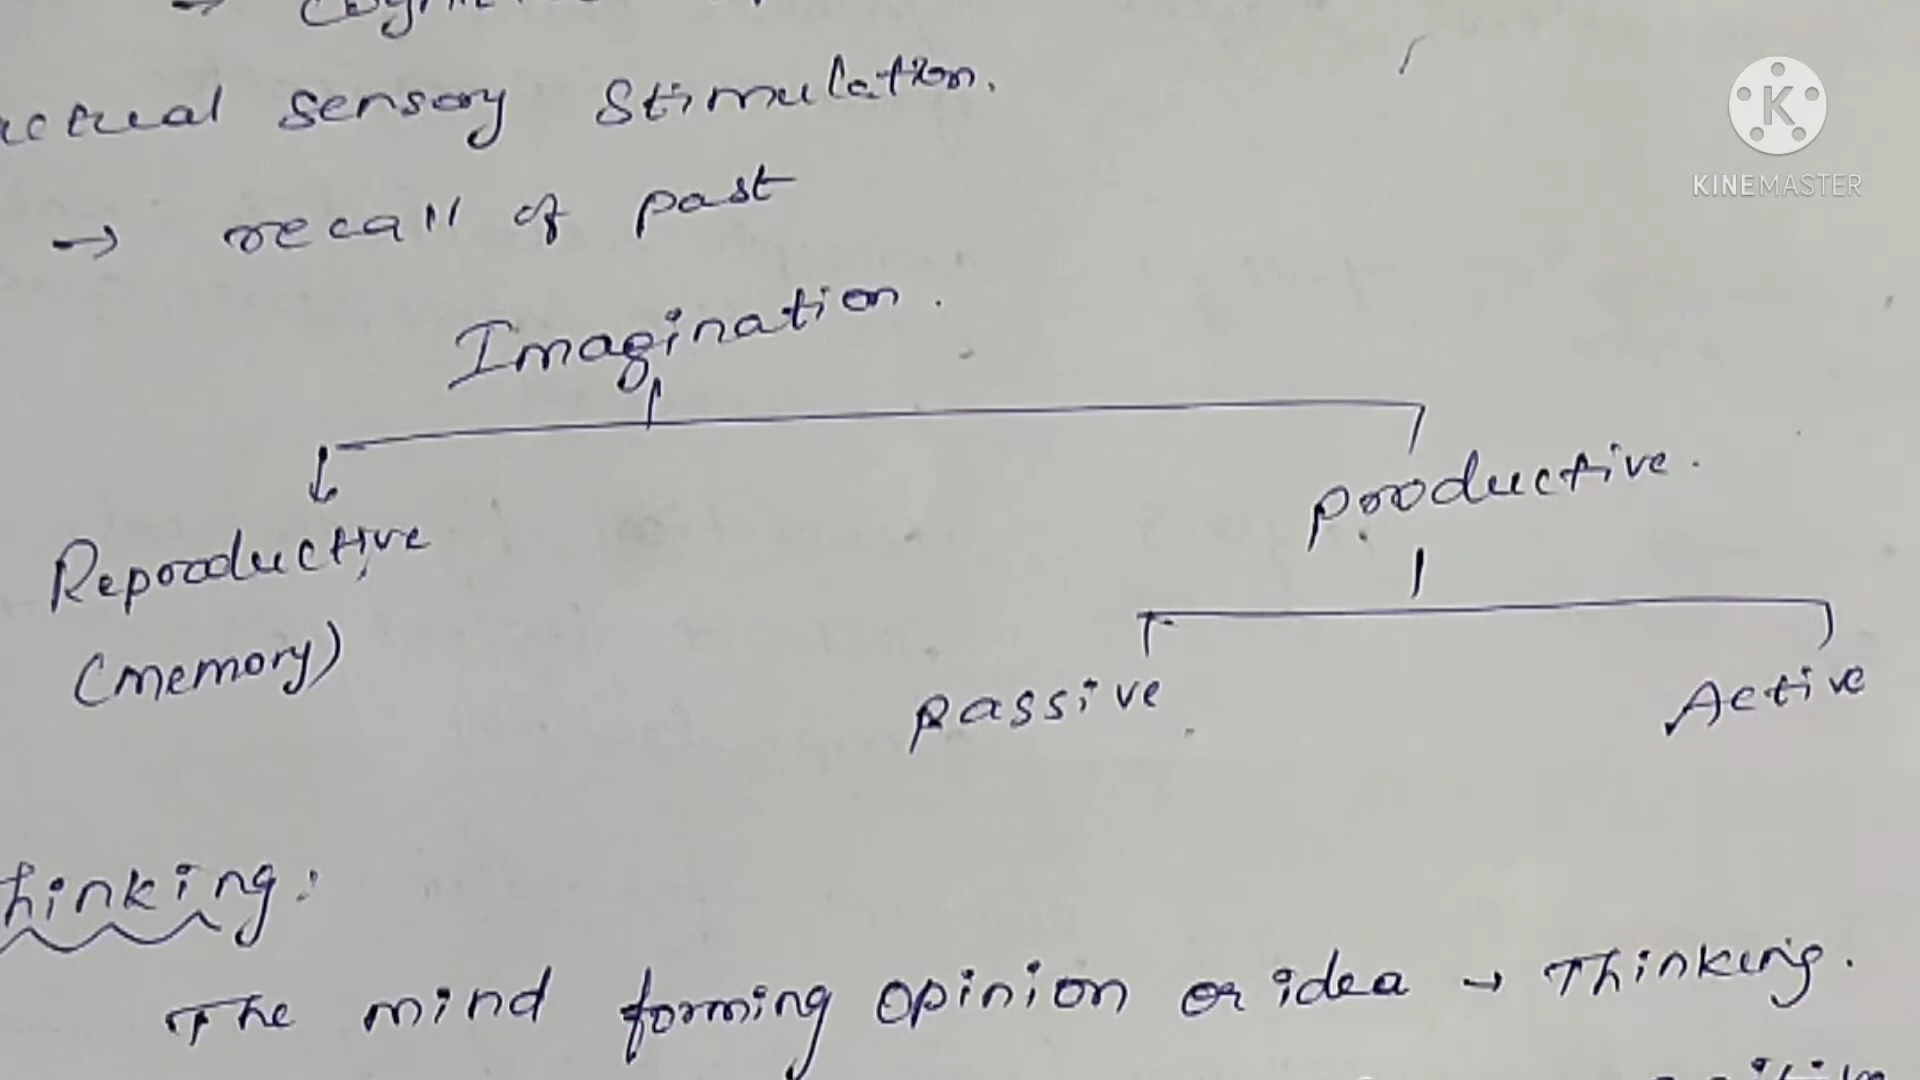 sensory stimulation.
→ recall of past
K
KINEMASTER
Imagination.
Reproductive
(memory)
productive.
passive
Active
hinking:
The mind forming opinion or idea → Thinking.